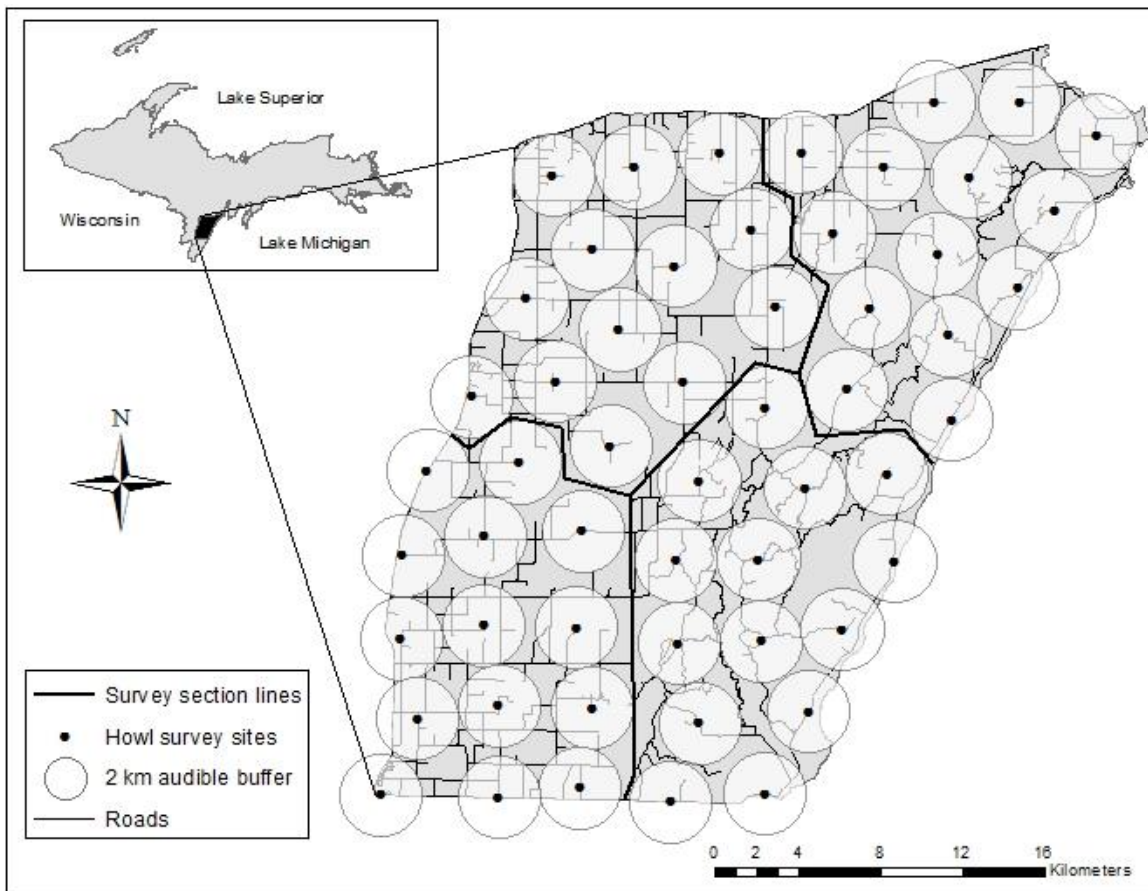 Lake Superior
Wisconsin
Lake Michigan
N
Survey section lines
Howl survey sites
2 km audible buffer
Roads
0 2 4 8 12 16
Kilometers